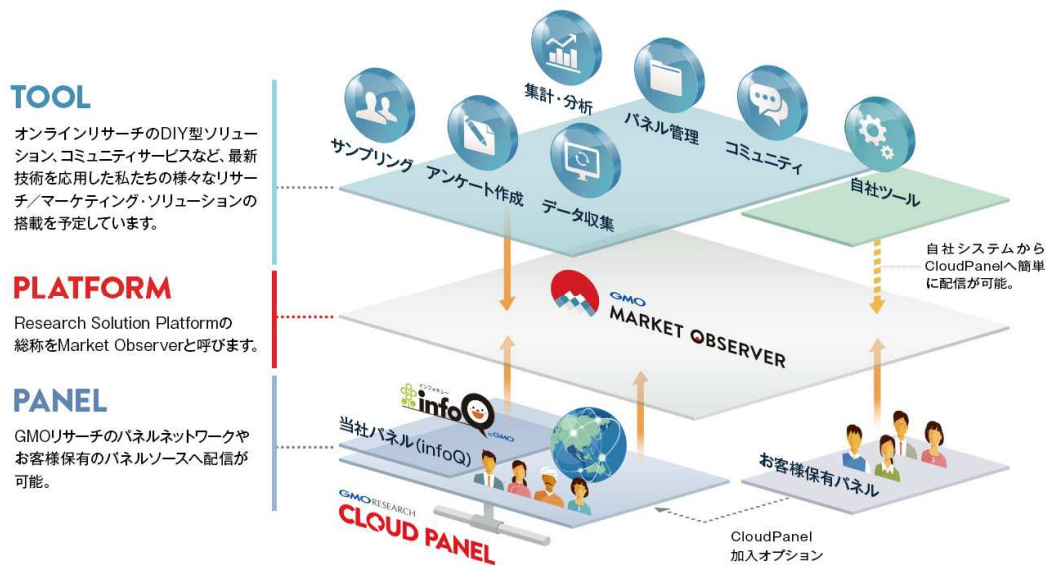 TOOL
オンラインリサーチのDIY型ソリュー
ション、コミュニティサービスなど、最新
技術を応用した私たちの様々なリサー
チ／マーケティング・ソリューションの
搭載を予定しています。
サンプリング
アンケート作成
データ収集
集計・分析
パネル管理
コミュニティ
自社ツール
自社システムから
CloudPanelへ簡単
に配信が可能。
PLATFORM
Research Solution Platformの
総称をMarket Observerと呼びます。
GMO
MARKET OBSERVER
PANEL
GMOリサーチのパネルネットワークや
お客様保有のパネルソースへ配信が
可能。
インフォキュー
infoQ
by GMO
当社パネル(infoQ)
GMO RESEARCH
CLOUD PANEL
お客様保有パネル
CloudPanel
加入オプション